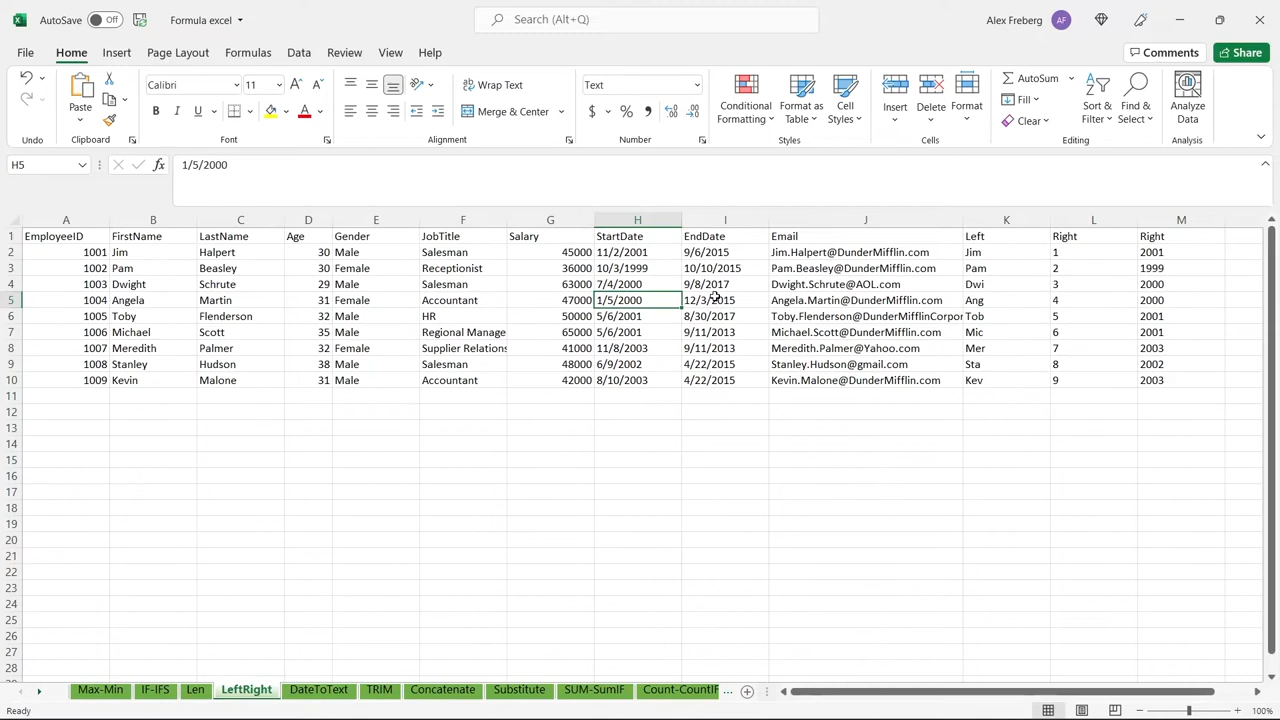 AutoSave Off Formula excel Search (Alt+Q) Alex Freberg AF
File Home Insert Page Layout Formulas Data Review View Help Comments Share
Undo
Paste
Clipboard
Calibri 11
B I U A
Font
Wrap Text
Merge & Center
Alignment
Text
$ % 9
Number
Conditional Formatting
Format as Table
Cell Styles
Styles
Insert
Delete
Format
Cells
AutoSum
Fill
Clear
Sort & Filter
Find & Select
Editing
Analyze Data
Analysis
H5 fx 1/5/2000
A B C D E F G H I J K L M
1 EmployeeID FirstName LastName Age Gender JobTitle Salary StartDate EndDate Email Left Right Right
2 1001 Jim Halpert 30 Male Salesman 45000 11/2/2001 9/6/2015 Jim.Halpert@DunderMifflin.com Jim 1 2001
3 1002 Pam Beasley 30 Female Receptionist 36000 10/3/1999 10/10/2015 Pam.Beasley@DunderMifflin.com Pam 2 1999
4 1003 Dwight Schrute 29 Male Salesman 63000 7/4/2000 9/8/2017 Dwight.Schrute@AOL.com Dwi 3 2000
5 1004 Angela Martin 31 Female Accountant 47000 1/5/2000 12/3/2015 Angela.Martin@DunderMifflin.com Ang 4 2000
6 1005 Toby Flenderson 32 Male HR 50000 5/6/2001 8/30/2017 Toby.Flenderson@DunderMifflinCorpor Tob 5 2001
7 1006 Michael Scott 35 Male Regional Manage 65000 5/6/2001 9/11/2013 Michael.Scott@DunderMifflin.com Mic 6 2001
8 1007 Meredith Palmer 32 Female Supplier Relations 41000 11/8/2003 9/11/2013 Meredith.Palmer@Yahoo.com Mer 7 2003
9 1008 Stanley Hudson 38 Male Salesman 48000 6/9/2002 4/22/2015 Stanley.Hudson@gmail.com Sta 8 2002
10 1009 Kevin Malone 31 Male Accountant 42000 8/10/2003 4/22/2015 Kevin.Malone@DunderMifflin.com Kev 9 2003
11
12
13
14
15
16
17
18
19
20
21
22
23
24
25
26
27
28
Max-Min IF-IFS Len LeftRight DateToText TRIM Concatenate Substitute SUM-SumIF Count-CountIF ...
Ready 100%